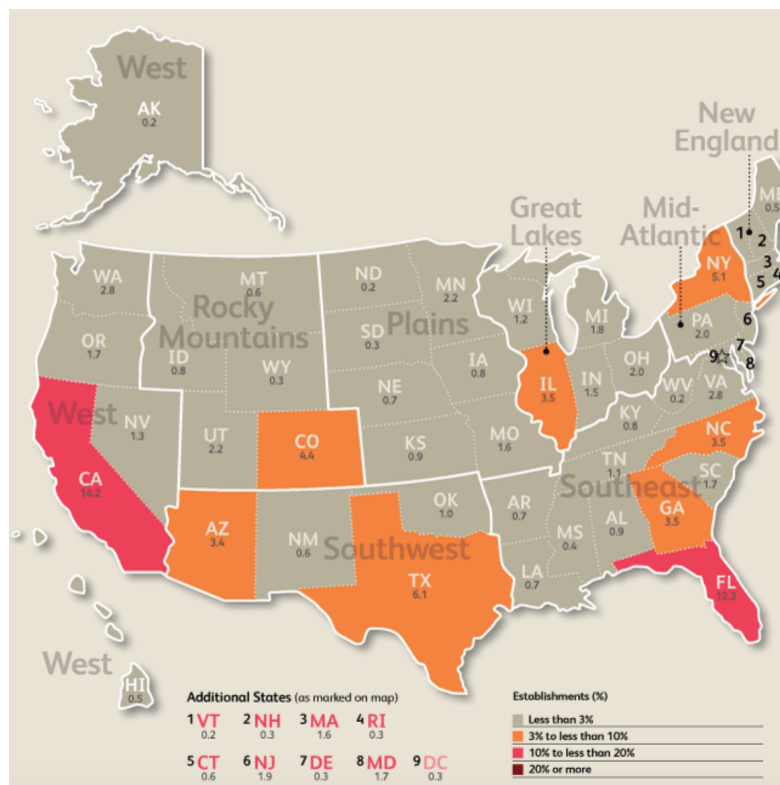 West
AK
0.2
New
England
ME
0.5
Great
Lakes
Mid-
Atlantic
1
2
3
4
5
6
7
8
9
WA
2.8
MT
0.6
ND
0.2
MN
2.2
NY
5.1
Rocky
Mountains
Plains
OR
1.7
ID
0.8
WY
0.3
SD
0.3
WI
1.2
MI
1.8
PA
2.0
IA
0.8
NE
0.7
IL
3.5
IN
1.5
OH
2.0
WV
0.2
VA
2.8
West
NV
1.3
UT
2.2
CO
4.4
KS
0.9
MO
1.6
KY
0.8
NC
3.5
CA
14.2
TN
1.1
Southeast
SC
1.7
AZ
3.4
NM
0.6
OK
1.0
AR
0.7
MS
0.4
AL
0.9
GA
3.5
Southwest
TX
6.1
LA
0.7
FL
12.3
West
HI
0.5
Additional States (as marked on map)
1 VT 2 NH 3 MA 4 RI
0.2 0.3 1.6 0.3
5 CT 6 NJ 7 DE 8 MD 9 DC
0.6 1.9 0.3 1.7 0.3
Establishments (%)
Less than 3%
3% to less than 10%
10% to less than 20%
20% or more